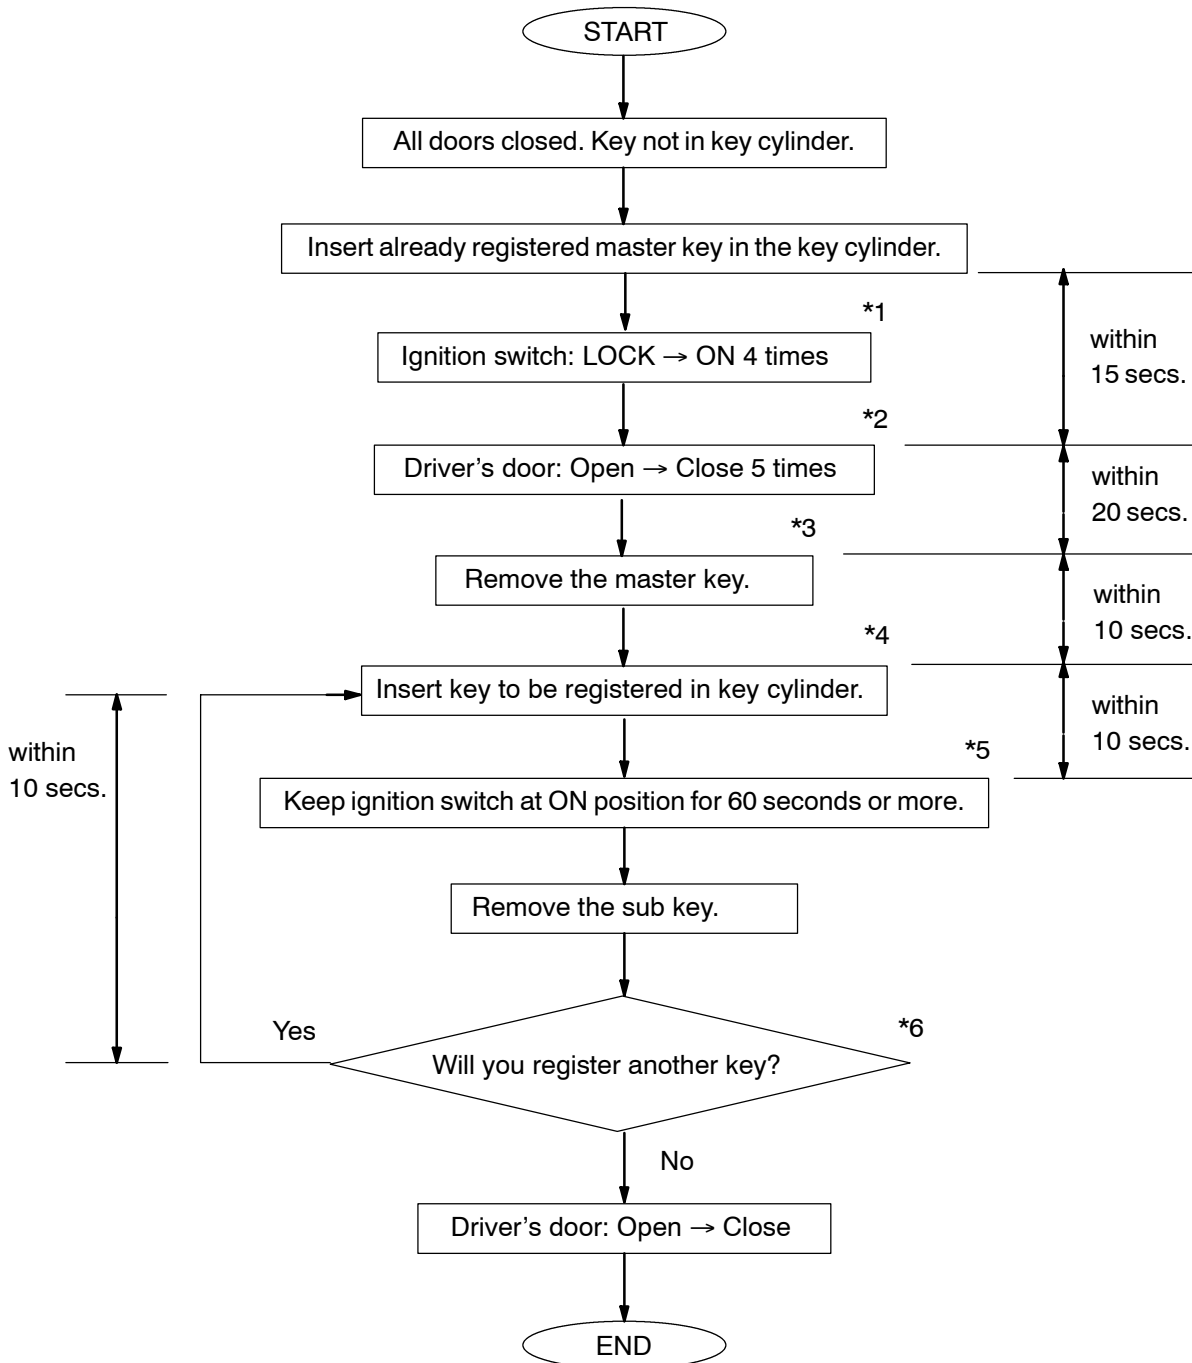 START
All doors closed. Key not in key cylinder.
Insert already registered master key in the key cylinder.
*1
within
15 secs.
Ignition switch: LOCK → ON 4 times
*2
Driver's door: Open → Close 5 times
within
20 secs.
*3
Remove the master key.
within
10 secs.
*4
Insert key to be registered in key cylinder.
within
10 secs.
within
10 secs.
*5
Keep ignition switch at ON position for 60 seconds or more.
Remove the sub key.
Yes
*6
Will you register another key?
No
Driver's door: Open → Close
END